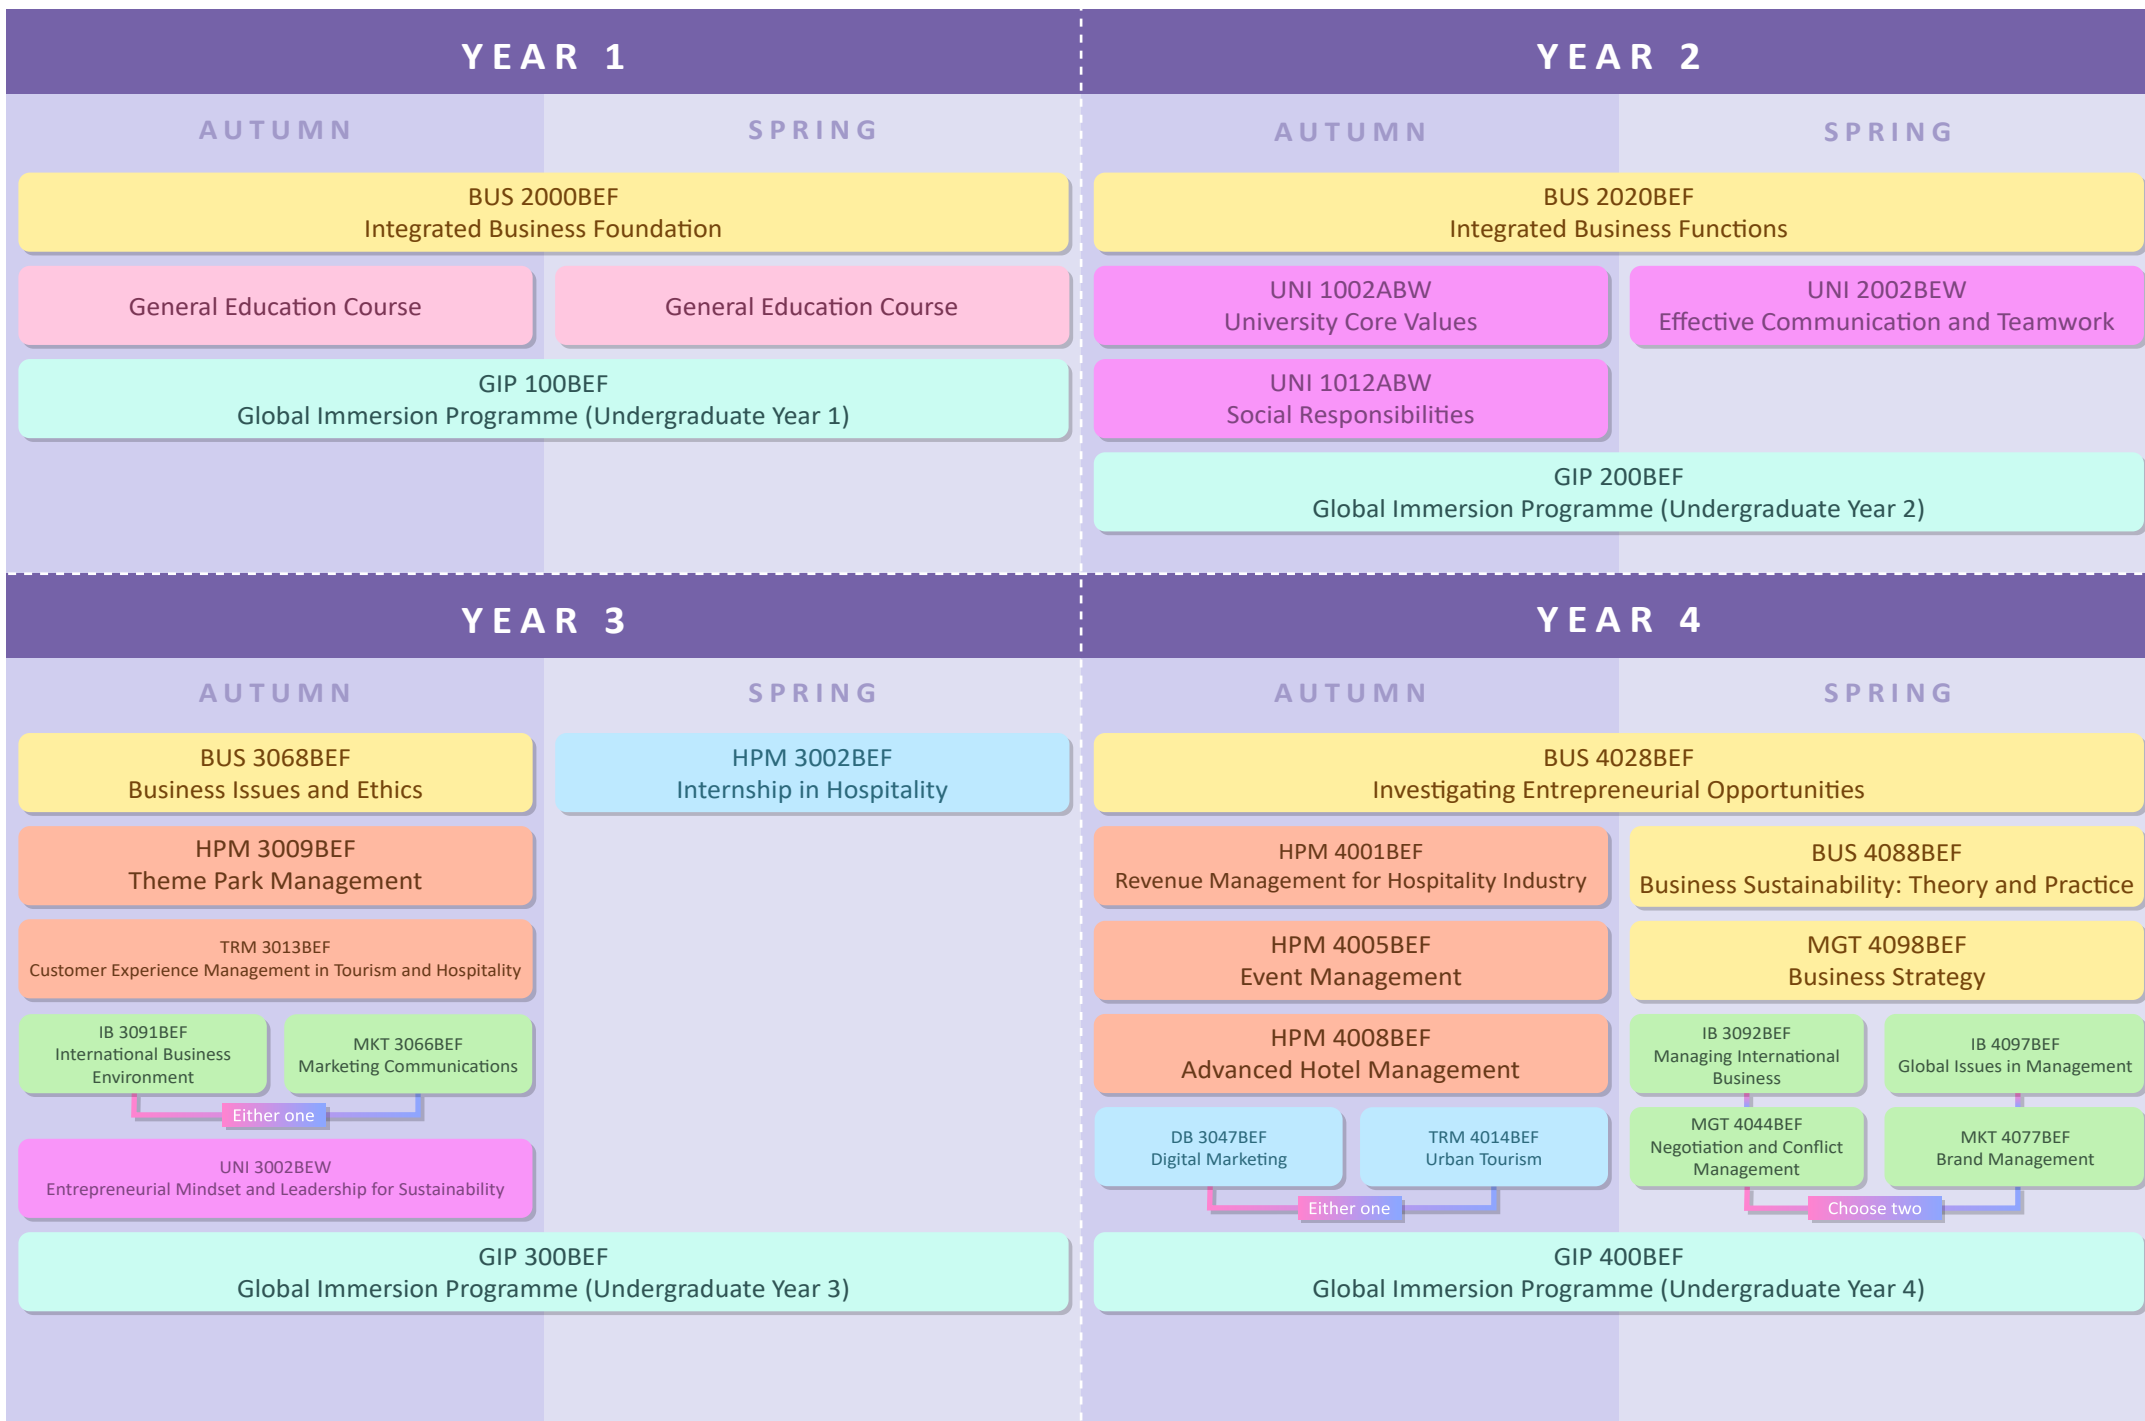 YEAR 1
AUTUMN
SPRING
BUS 2000BEF
Integrated Business Foundation
General Education Course
General Education Course
GIP 100BEF
Global Immersion Programme (Undergraduate Year 1)
YEAR 2
AUTUMN
SPRING
BUS 2020BEF
Integrated Business Functions
UNI 1002ABW
University Core Values
UNI 2002BEW
Effective Communication and Teamwork
UNI 1012ABW
Social Responsibilities
GIP 200BEF
Global Immersion Programme (Undergraduate Year 2)
YEAR 3
AUTUMN
SPRING
BUS 3068BEF
Business Issues and Ethics
HPM 3002BEF
Internship in Hospitality
HPM 3009BEF
Theme Park Management
TRM 3013BEF
Customer Experience Management in Tourism and Hospitality
IB 3091BEF
International Business
Environment
MKT 3066BEF
Marketing Communications
Either one
UNI 3002BEW
Entrepreneurial Mindset and Leadership for Sustainability
GIP 300BEF
Global Immersion Programme (Undergraduate Year 3)
YEAR 4
AUTUMN
SPRING
BUS 4028BEF
Investigating Entrepreneurial Opportunities
HPM 4001BEF
Revenue Management for Hospitality Industry
HPM 4005BEF
Event Management
HPM 4008BEF
Advanced Hotel Management
DB 3047BEF
Digital Marketing
TRM 4014BEF
Urban Tourism
Either one
BUS 4088BEF
Business Sustainability: Theory and Practice
MGT 4098BEF
Business Strategy
IB 3092BEF
Managing International
Business
IB 4097BEF
Global Issues in Management
MGT 4044BEF
Negotiation and Conflict
Management
MKT 4077BEF
Brand Management
Choose two
GIP 400BEF
Global Immersion Programme (Undergraduate Year 4)